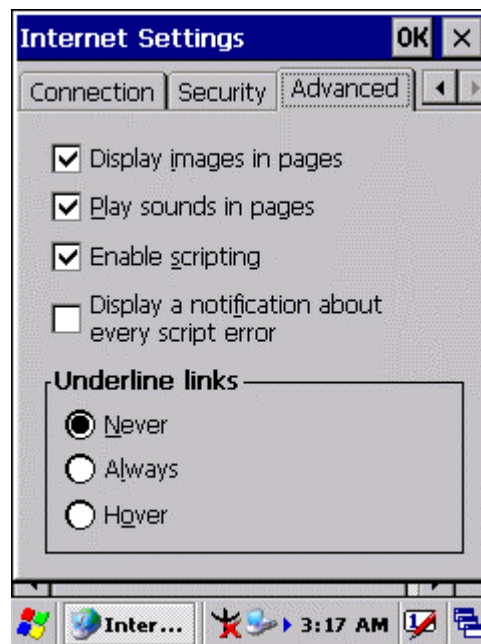 Internet Settings OK ×
Connection Security Advanced
Display images in pages
Play sounds in pages
Enable scripting
Display a notification about
every script error
Underline links
Never
Always
Hover
Inter... 3:17 AM